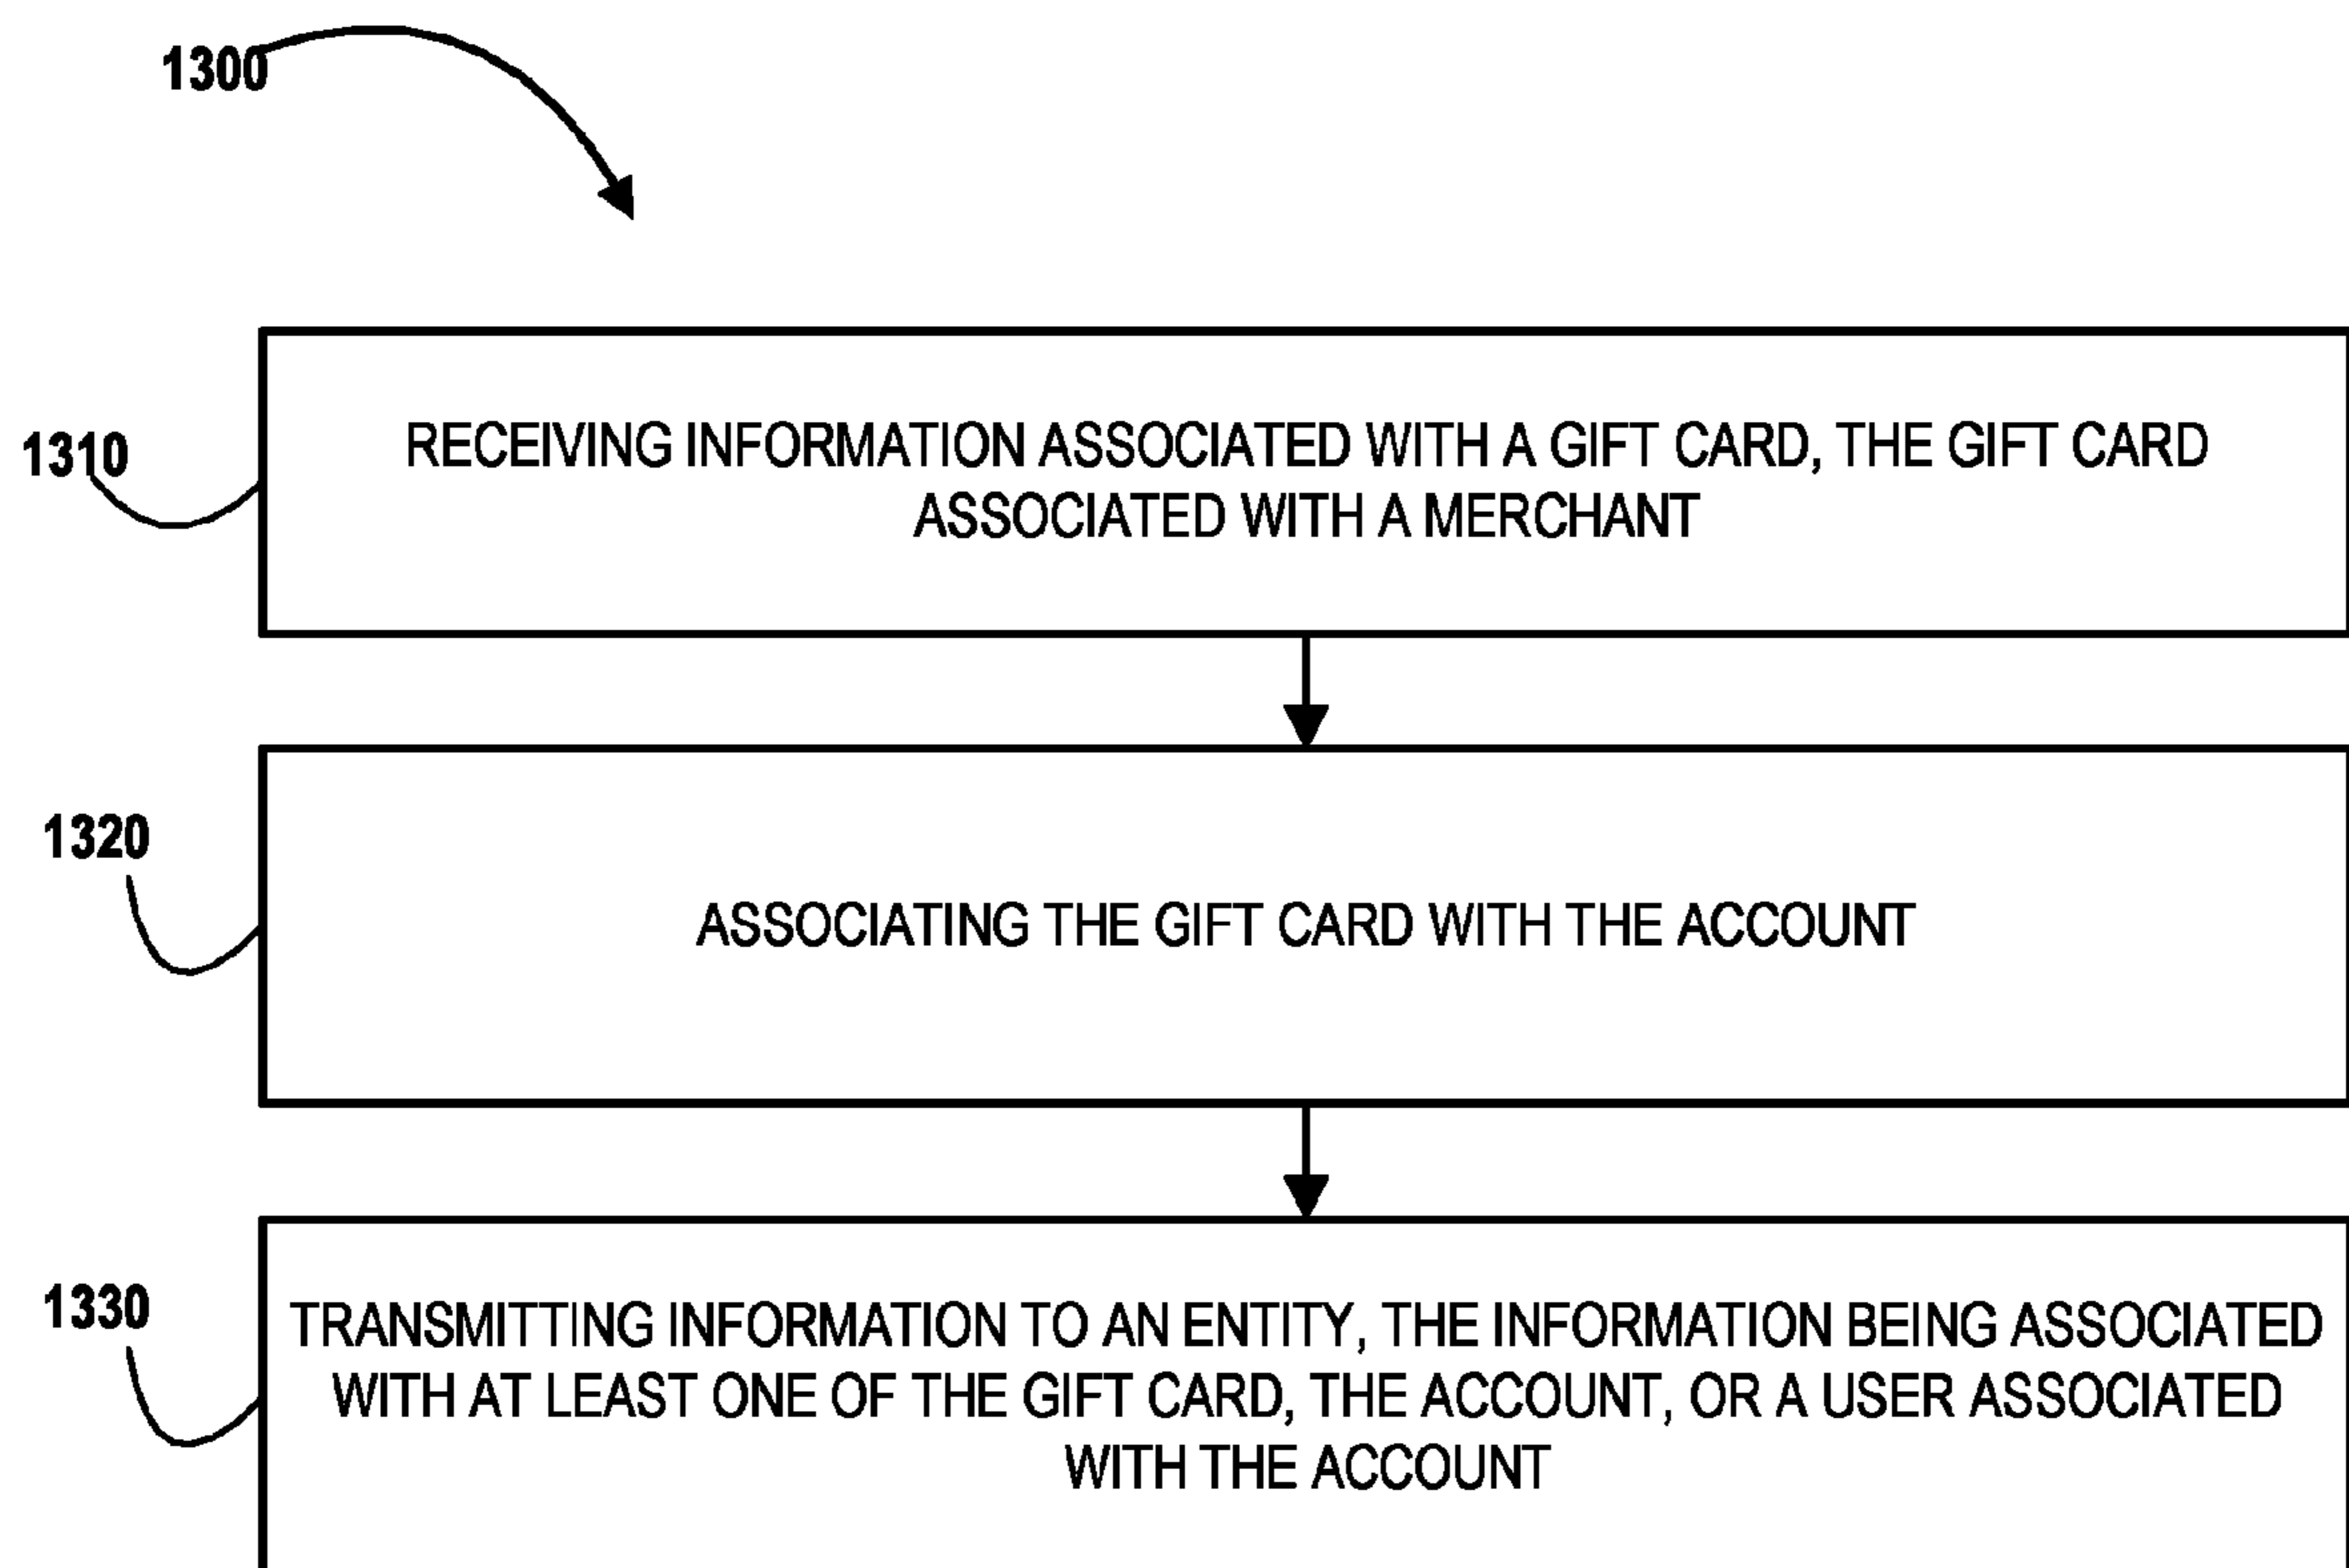 1300
1310
RECEIVING INFORMATION ASSOCIATED WITH A GIFT CARD, THE GIFT CARD
ASSOCIATED WITH A MERCHANT
1320
ASSOCIATING THE GIFT CARD WITH THE ACCOUNT
1330
TRANSMITTING INFORMATION TO AN ENTITY, THE INFORMATION BEING ASSOCIATED
WITH AT LEAST ONE OF THE GIFT CARD, THE ACCOUNT, OR A USER ASSOCIATED
WITH THE ACCOUNT